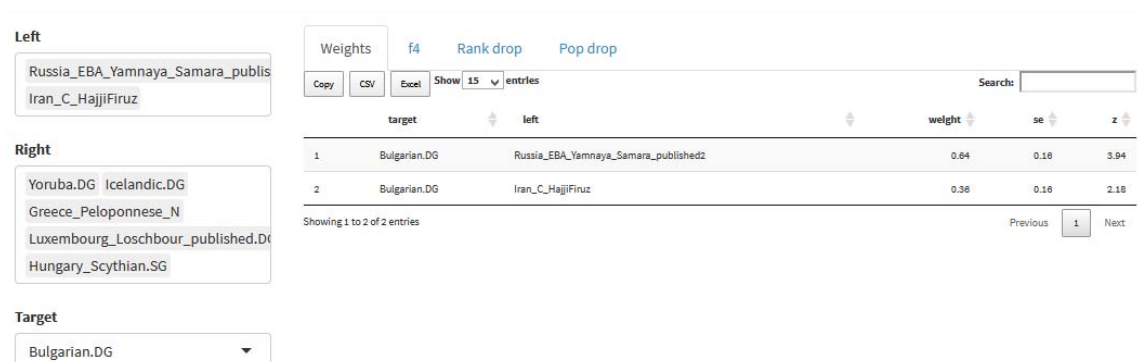 Left
Russia_EBA_Yamnaya_Samara_publis
Iran_C_HajjiFiruz
Right
Yoruba.DG Icelandic.DG
Greece_Peloponnese_N
Luxembourg_Loschbour_published.D
Hungary_Scythian.SG
Target
Bulgarian.DG
Weights f4 Rank drop Pop drop
Copy CSV Excel Show 15 entries Search:
target left weight se z
1 Bulgarian.DG Russia_EBA_Yamnaya_Samara_published2 0.64 0.16 3.94
2 Bulgarian.DG Iran_C_HajjiFiruz 0.36 0.16 2.18
Showing 1 to 2 of 2 entries Previous 1 Next